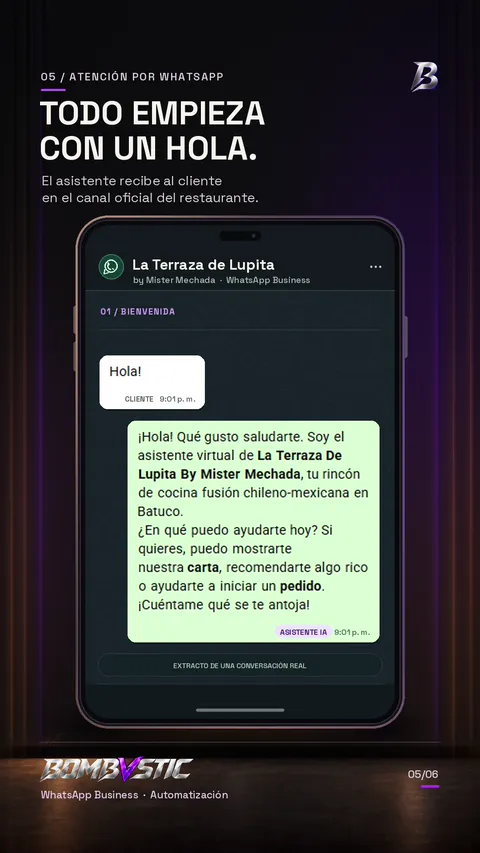 05 / ATENCIÓN POR WHATSAPP
B
TODO EMPIEZA
CON UN HOLA.
El asistente recibe al cliente
en el canal oficial del restaurante.
La Terraza de Lupita
by Mister Mechada · WhatsApp Business
01 / BIENVENIDA
Hola!
CLIENTE 9:01 p. m.
¡Hola! Qué gusto saludarte. Soy el
asistente virtual de La Terraza De
Lupita By Mister Mechada, tu rincón
de cocina fusión chileno-mexicana en
Batuco.
¿En qué puedo ayudarte hoy? Si
quieres, puedo mostrarte
nuestra carta, recomendarte algo rico
o ayudarte a iniciar un pedido.
¡Cuéntame qué se te antoja!
ASISTENTE IA 9:01 p. m.
EXTRACTO DE UNA CONVERSACIÓN REAL
BOMBVSTIC
WhatsApp Business · Automatización
05/06